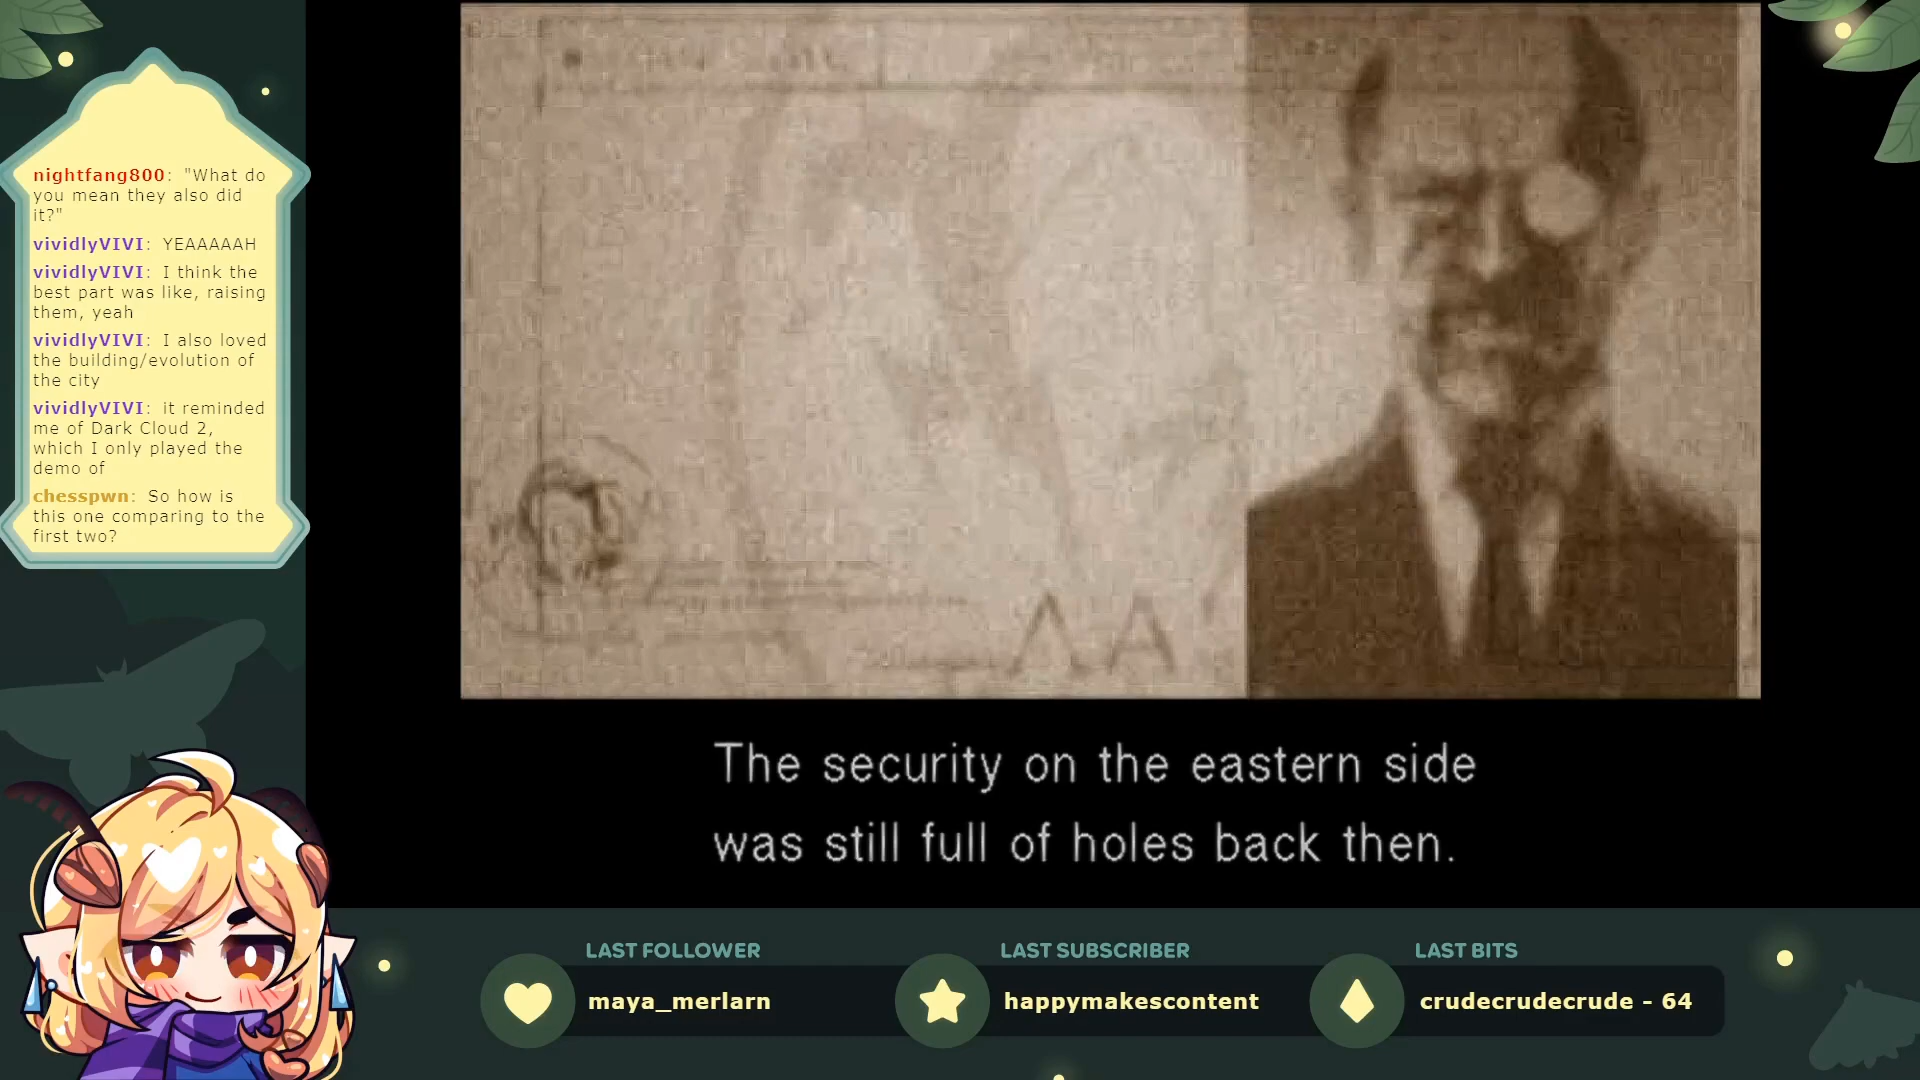 nightfang800: "What do
you mean they also did
it?"
vividlyVIVI: YEAAAAAH
vividlyVIVI: I think the
best part was like, raising
them, yeah
vividlyVIVI: I also loved
the building/evolution of
the city
vividlyVIVI: it reminded
me of Dark Cloud 2,
which I only played the
demo of
chesspwn: So how is
this one comparing to the
first two?
The security on the eastern side
was still full of holes back then.
LAST FOLLOWER
maya_merlarn
LAST SUBSCRIBER
happymakescontent
LAST BITS
crudecrudecrude - 64